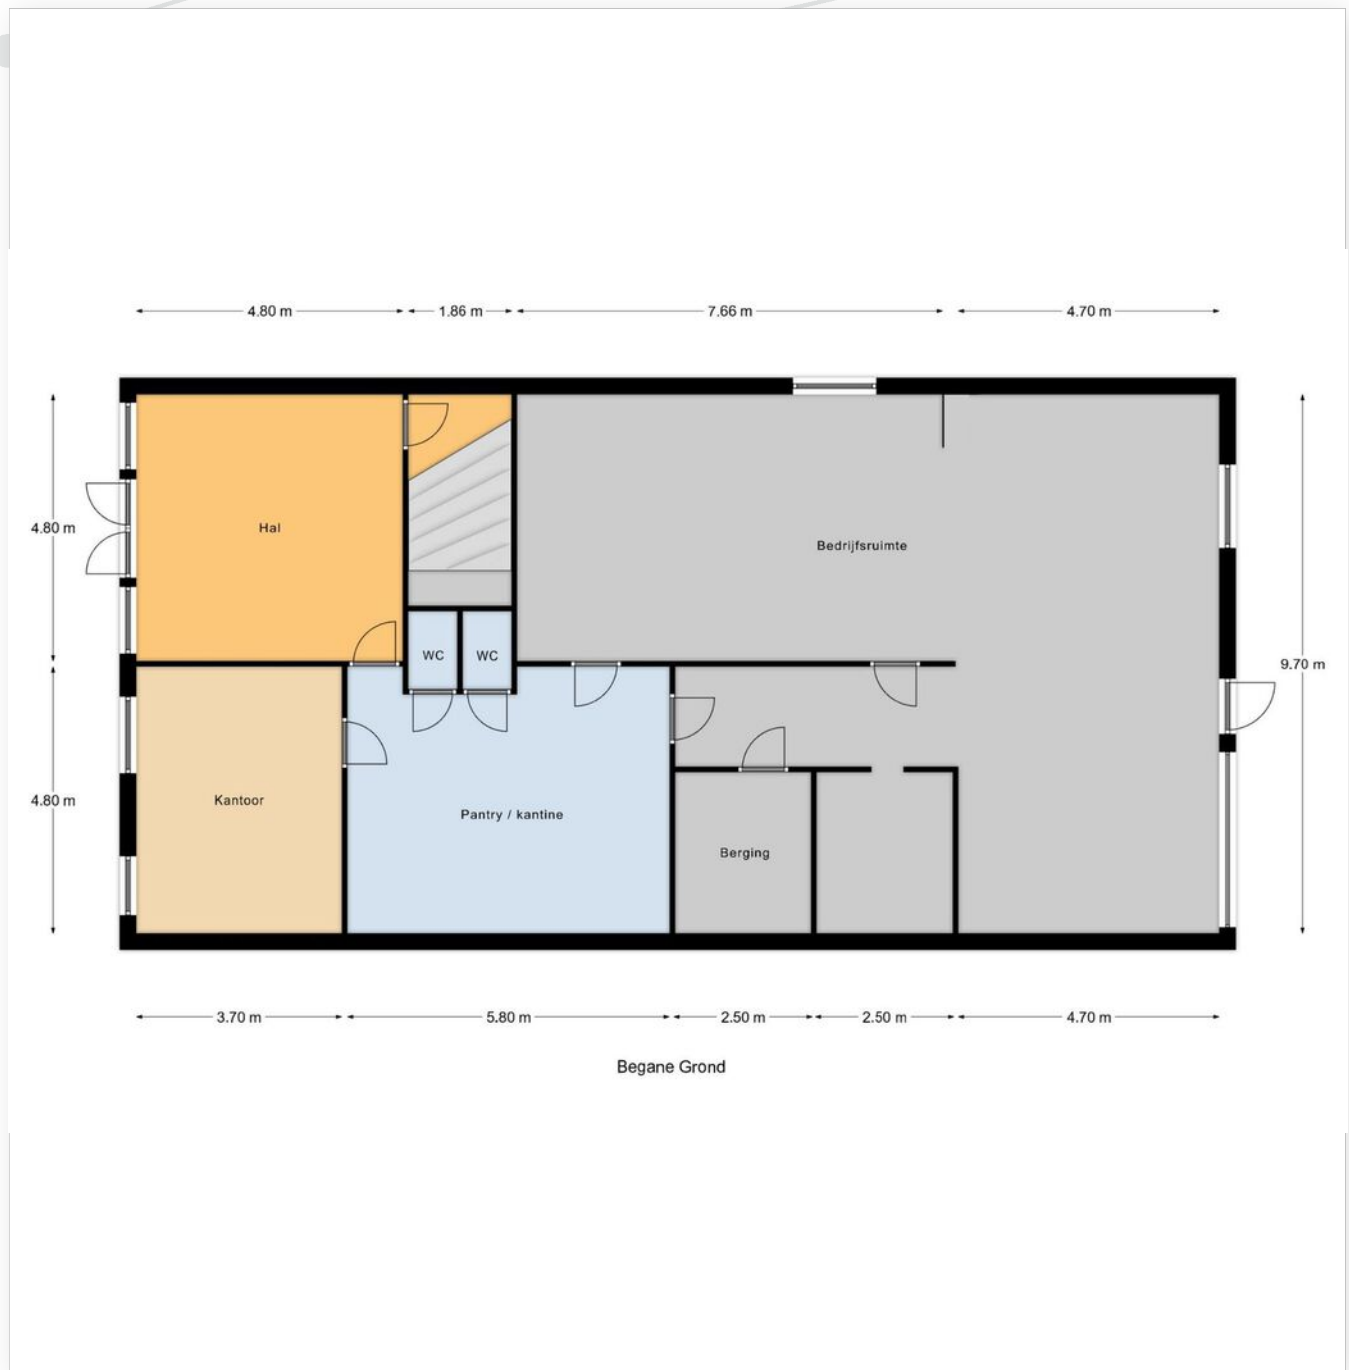 4.80 m 1.86 m 7.66 m 4.70 m
Hal
4.80 m
Bedrijfsruimte
WC WC
9.70 m
4.80 m
Kantoor
Pantry / kantine
Berging
3.70 m 5.80 m 2.50 m 2.50 m 4.70 m
Begane Grond